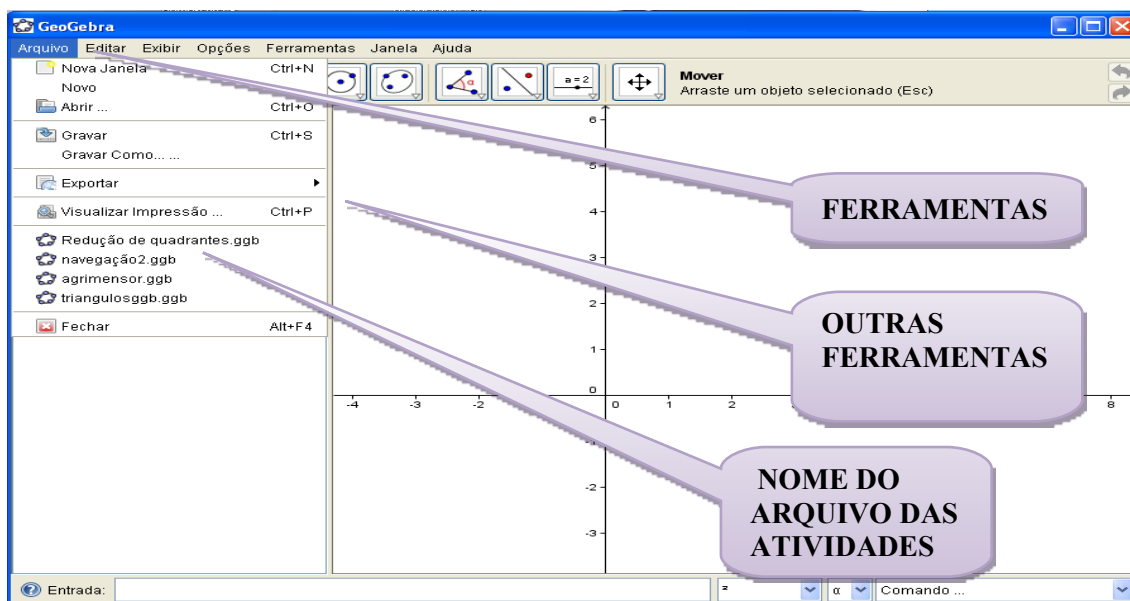 GeoGebra
Arquivo Editar Exibir Opções Ferramentas Janela Ajuda
Nova Janela Ctrl+N
Novo
Abrir ... Ctrl+O
Gravar Ctrl+S
Gravar Como... ...
Exportar
Visualizar Impressão ... Ctrl+P
Redução de quadrantes.ggb
navegação2.ggb
agrimensor.ggb
triangulosggb.ggb
Fechar Alt+F4
α
a=2
Mover
Arraste um objeto selecionado (Esc)
6
5
4
3
2
1
0
-4 -3 -2 0 1 2 8
-2
-3
FERRAMENTAS
OUTRAS
FERRAMENTAS
NOME DO
ARQUIVO DAS
ATIVIDADES
Entrada: ² α Comando ...